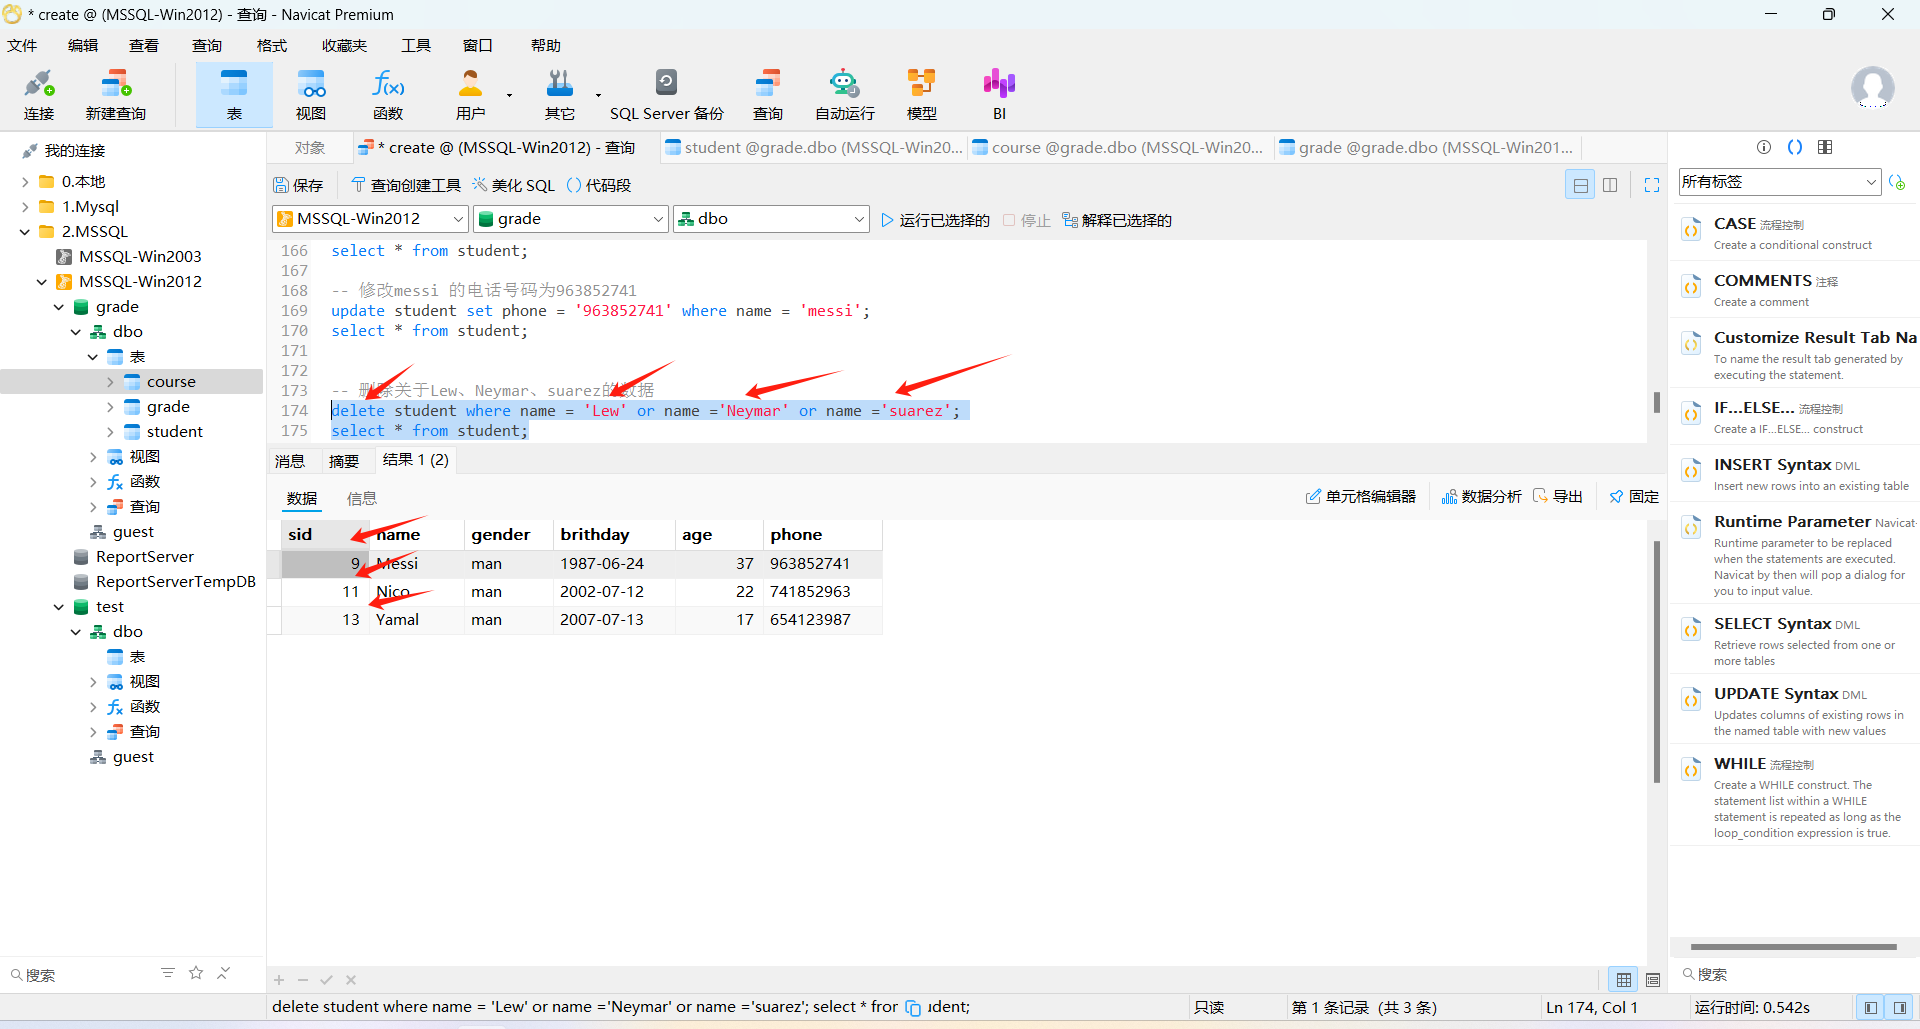 * create @ (MSSQL-Win2012) - 查询 - Navicat Premium
文件 编辑 查看 查询 格式 收藏夹 工具 窗口 帮助
连接 新建查询 表 视图 函数 用户 其它 SQL Server 备份 查询 自动运行 模型 BI
我的连接
0.本地
1.Mysql
2.MSSQL
MSSQL-Win2003
MSSQL-Win2012
grade
dbo
表
course
grade
student
视图
函数
查询
guest
ReportServer
ReportServerTempDB
test
dbo
表
视图
函数
查询
guest
搜索
对象 * create @ (MSSQL-Win2012) - 查询 student @grade.dbo (MSSQL-Win20... course @grade.dbo (MSSQL-Win20... grade @grade.dbo (MSSQL-Win201...
保存 查询创建工具 美化 SQL 代码段
MSSQL-Win2012 grade dbo 运行已选择的 停止 解释已选择的
166 select * from student;
167
168 -- 修改messi 的电话号码为963852741
169 update student set phone = '963852741' where name = 'messi';
170 select * from student;
171
172
173 -- 删除关于Lew、Neymar、suarez的数据
174 delete student where name = 'Lew' or name ='Neymar' or name ='suarez';
175 select * from student;
消息 摘要 结果 1 (2)
数据 信息 单元格编辑器 数据分析 导出 固定
sid name gender brithday age phone
9 Messi man 1987-06-24 37 963852741
11 Nico man 2002-07-12 22 741852963
13 Yamal man 2007-07-13 17 654123987
delete student where name = 'Lew' or name ='Neymar' or name ='suarez'; select * fror udent; 只读 第 1 条记录 (共 3 条) Ln 174, Col 1 运行时间: 0.542s
所有标签
CASE 流程控制
Create a conditional construct
COMMENTS 注释
Create a comment
Customize Result Tab Na
To name the result tab generated by
executing the statement.
IF...ELSE... 流程控制
Create a IF...ELSE... construct
INSERT Syntax DML
Insert new rows into an existing table
Runtime Parameter Navicat
Runtime parameter to be replaced
when the statements are executed.
Navicat by then will pop a dialog for
you to input value.
SELECT Syntax DML
Retrieve rows selected from one or
more tables
UPDATE Syntax DML
Updates columns of existing rows in
the named table with new values
WHILE 流程控制
Create a WHILE construct. The
statement list within a WHILE
statement is repeated as long as the
loop_condition expression is true.
搜索